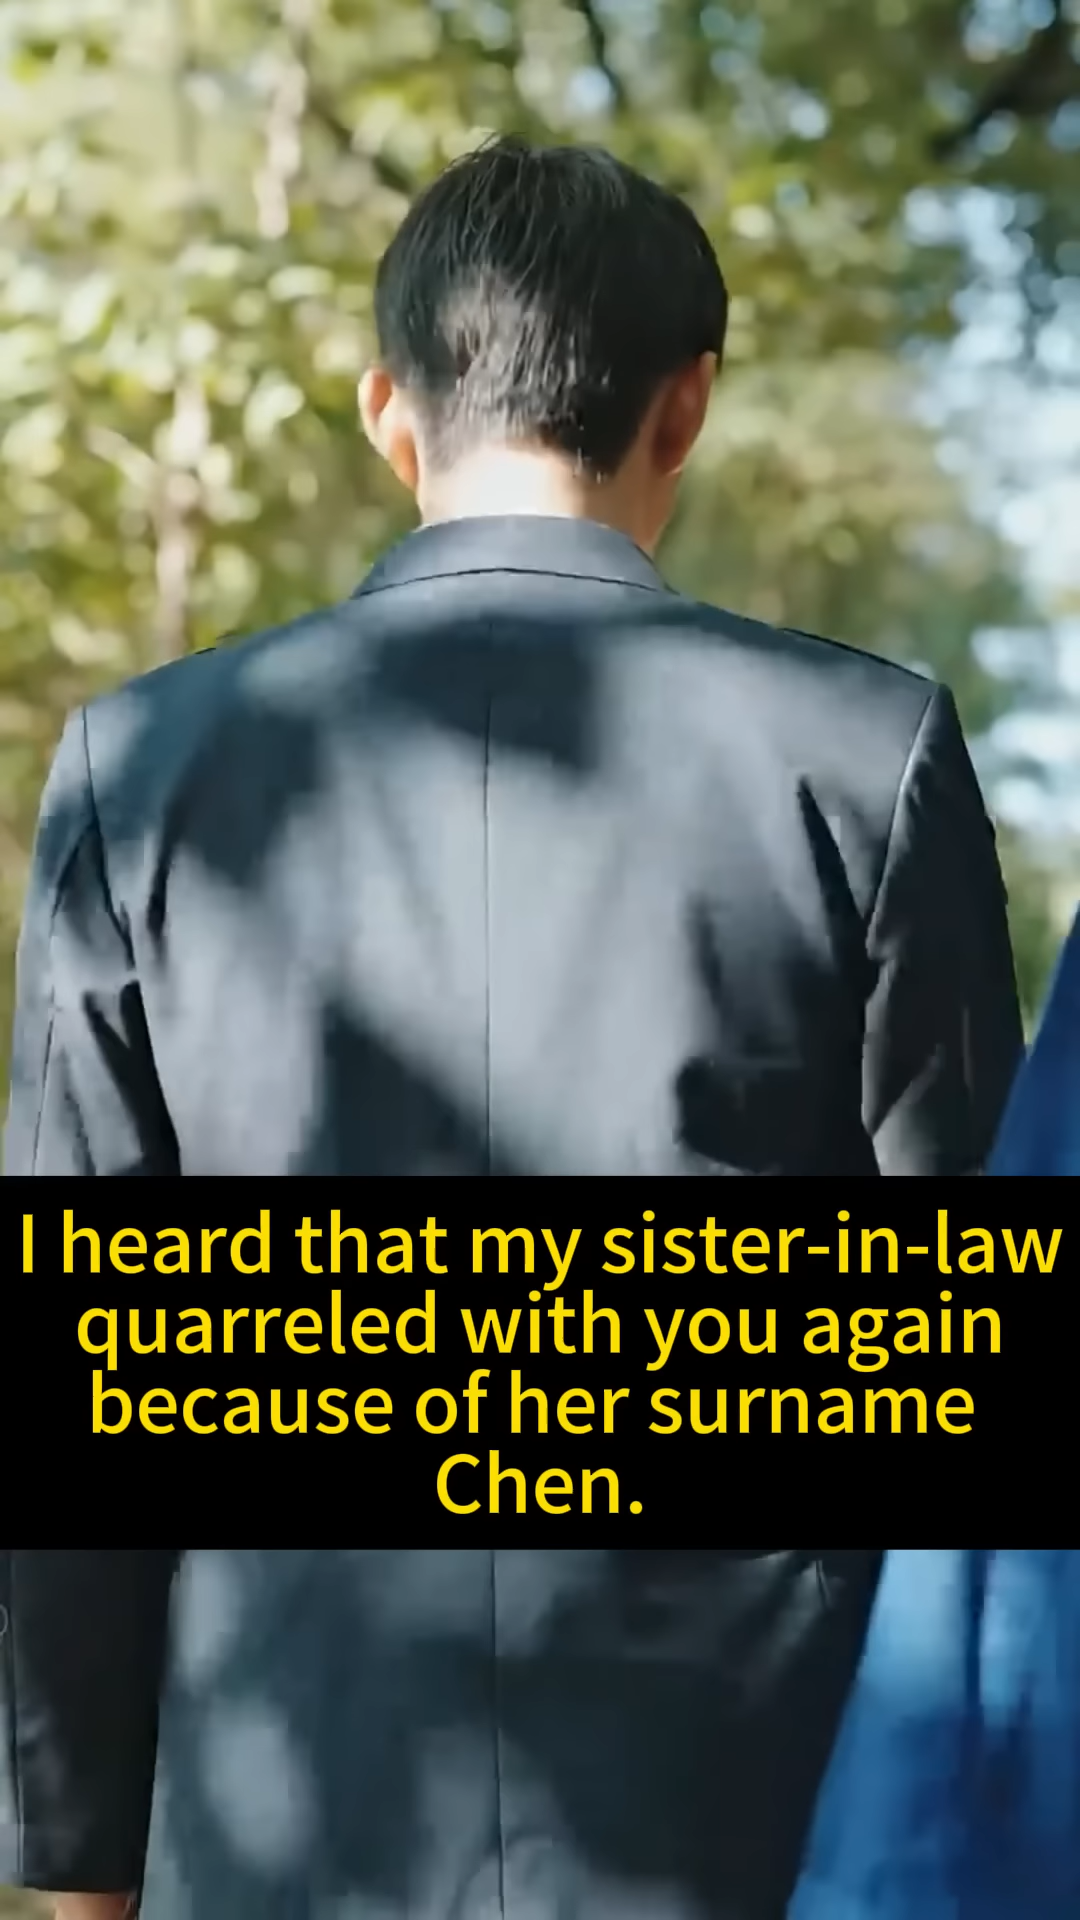 I heard that my sister-in-law
quarreled with you again
because of her surname
Chen.